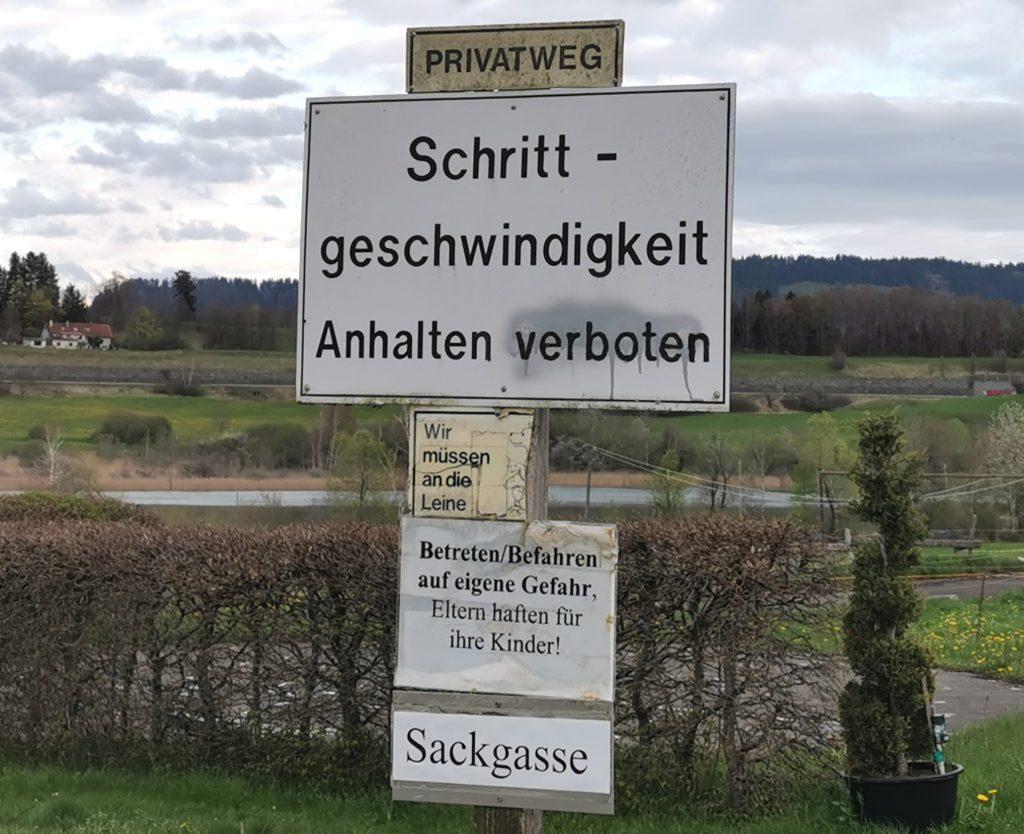 PRIVATWEG
Schritt -
geschwindigkeit
Anhalten verboten
Wir
müssen
an die
Leine
Betreten/Befahren
auf eigene Gefahr,
Eltern haften für
ihre Kinder!
Sackgasse